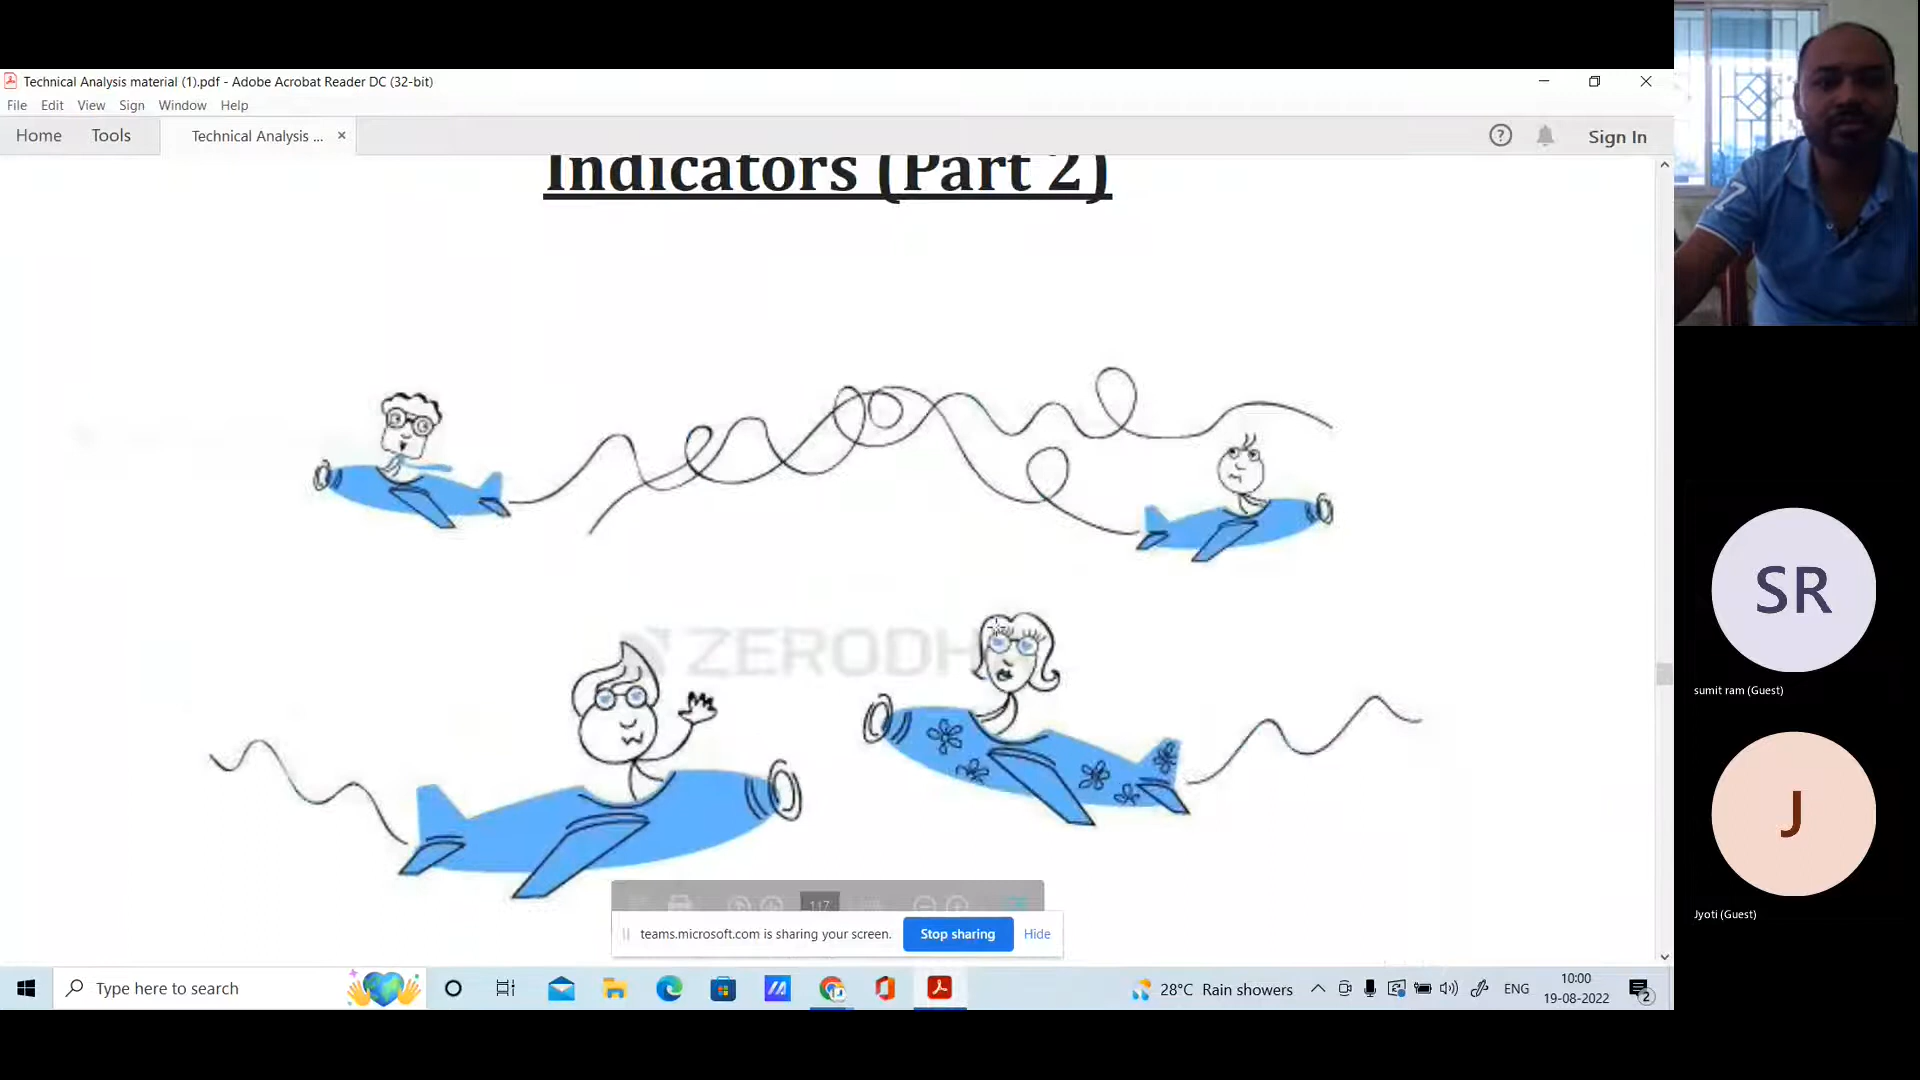 Technical Analysis material (1).pdf - Adobe Acrobat Reader DC (32-bit)
File Edit View Sign Window Help
Home Tools Technical Analysis ... × Sign In
Indicators (Part 2)
ZERODH
117
teams.microsoft.com is sharing your screen. Stop sharing Hide
Type here to search
28°C Rain showers
ENG
10:00
19-08-2022
2
SR
sumit ram (Guest)
J
Jyoti (Guest)